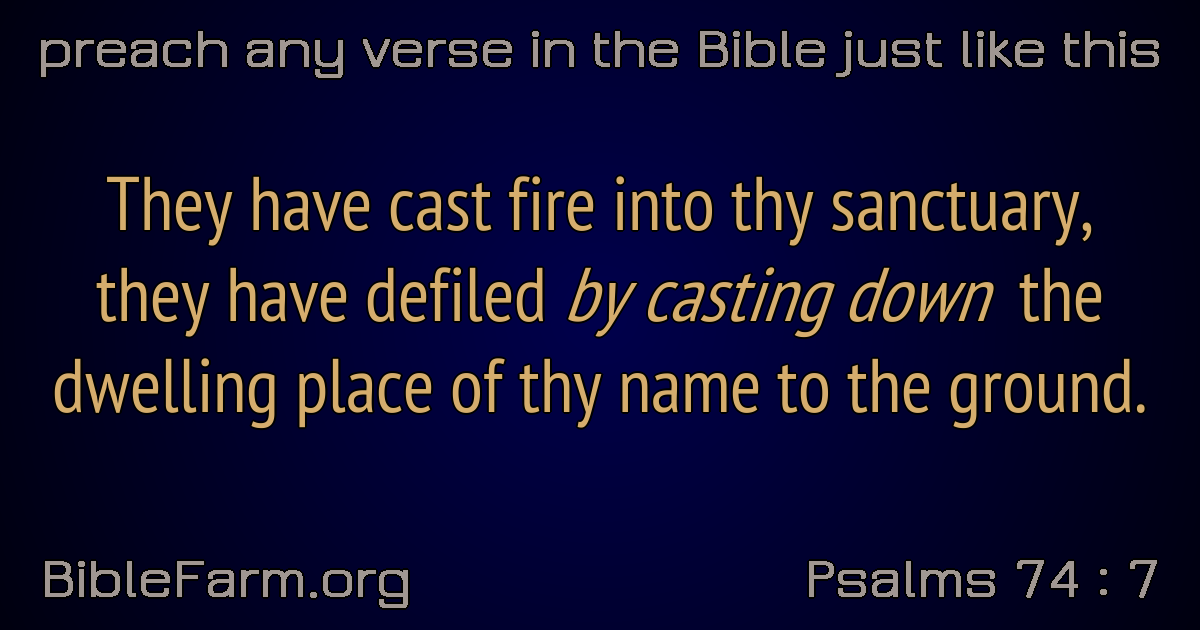 preach any verse in the Bible just like this
They have cast fire into thy sanctuary,
they have defiled by casting down the
dwelling place of thy name to the ground.
BibleFarm.org
Psalms 74 : 7